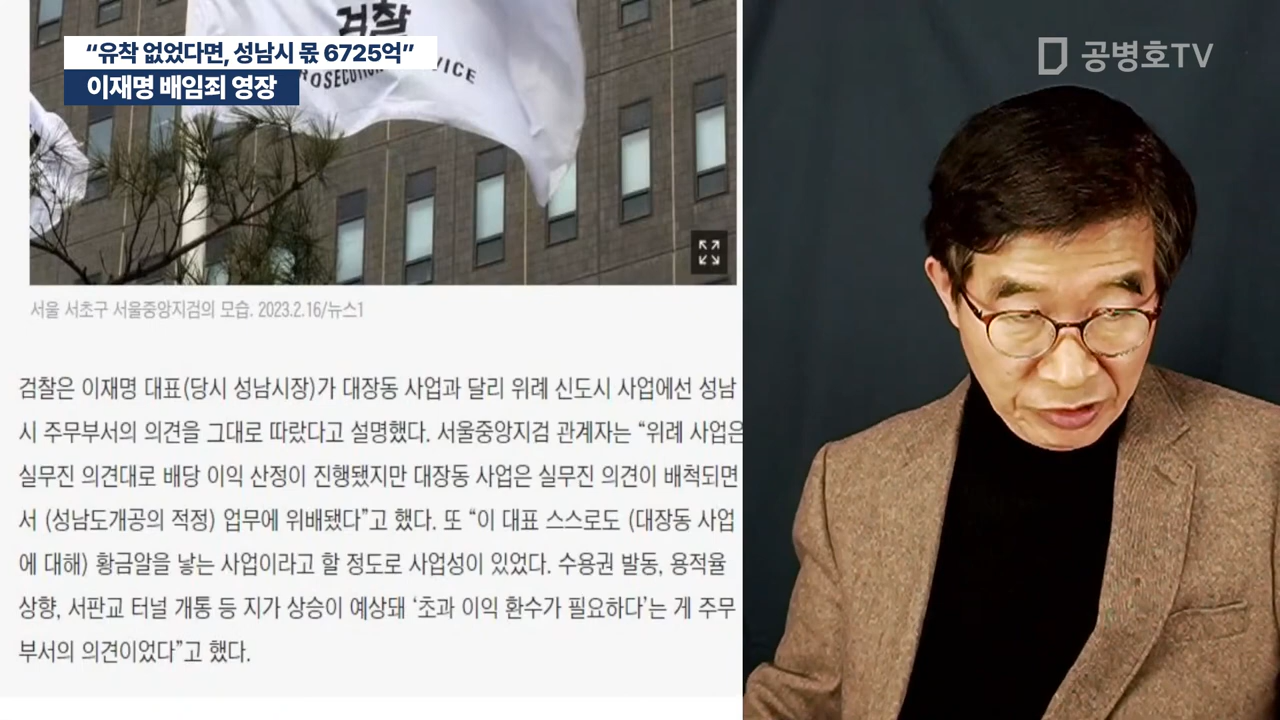 검찰
PROSECUTION SERVICE
“유착 없었다면, 성남시 몫 6725억”
이재명 배임죄 영장
공병호TV
서울 서초구 서울중앙지검의 모습. 2023.2.16/뉴스1
검찰은 이재명 대표(당시 성남시장)가 대장동 사업과 달리 위례 신도시 사업에선 성남
시 주무부서의 의견을 그대로 따랐다고 설명했다. 서울중앙지검 관계자는 “위례 사업은
실무진 의견대로 배당 이익 산정이 진행됐지만 대장동 사업은 실무진 의견이 배척되면
서 (성남도개공의 적정) 업무에 위배됐다”고 했다. 또 “이 대표 스스로도 (대장동 사업
에 대해) 황금알을 낳는 사업이라고 할 정도로 사업성이 있었다. 수용권 발동, 용적율
상향, 서판교 터널 개통 등 지가 상승이 예상돼 ‘초과 이익 환수가 필요하다’는 게 주무
부서의 의견이었다”고 했다.